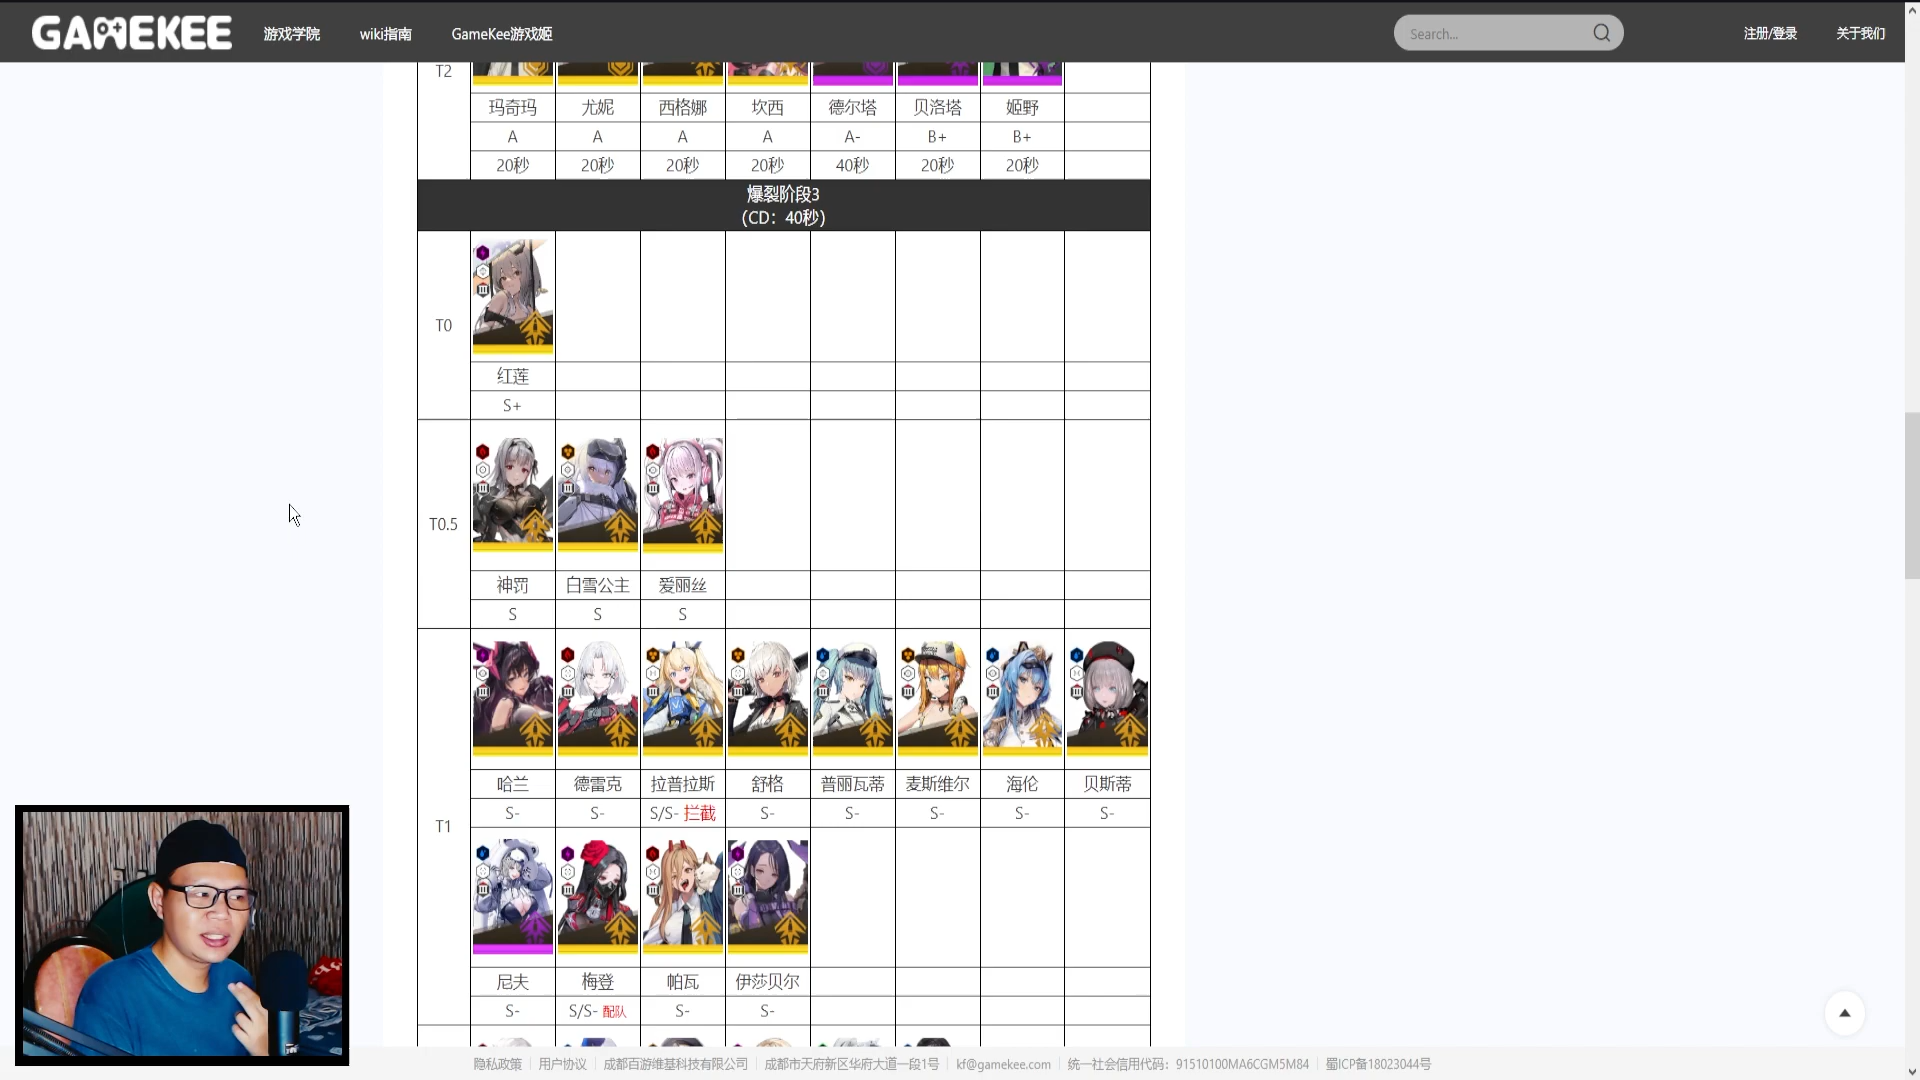 GAMEKEE 游戏学院 wiki指南 GameKee游戏姬 Search... 注册/登录 关于我们
T2
玛奇玛 尤妮 西格娜 坎西 德尔塔 贝洛塔 姬野
A A A A A- B+ B+
20秒 20秒 20秒 20秒 40秒 20秒 20秒
爆裂阶段3
(CD：40秒)
T0
红莲
S+
T0.5
神罚 白雪公主 爱丽丝
S S S
T1
哈兰 德雷克 拉普拉斯 舒格 普丽瓦蒂 麦斯维尔 海伦 贝斯蒂
S- S- S/S- 拦截 S- S- S- S- S-
尼夫 梅登 帕瓦 伊莎贝尔
S- S/S- 配队 S- S-
隐私政策 用户协议 成都百游维基科技有限公司 成都市天府新区华府大道一段1号 kf@gamekee.com 统一社会信用代码：91510100MA6CGM5M84 蜀ICP备18023044号